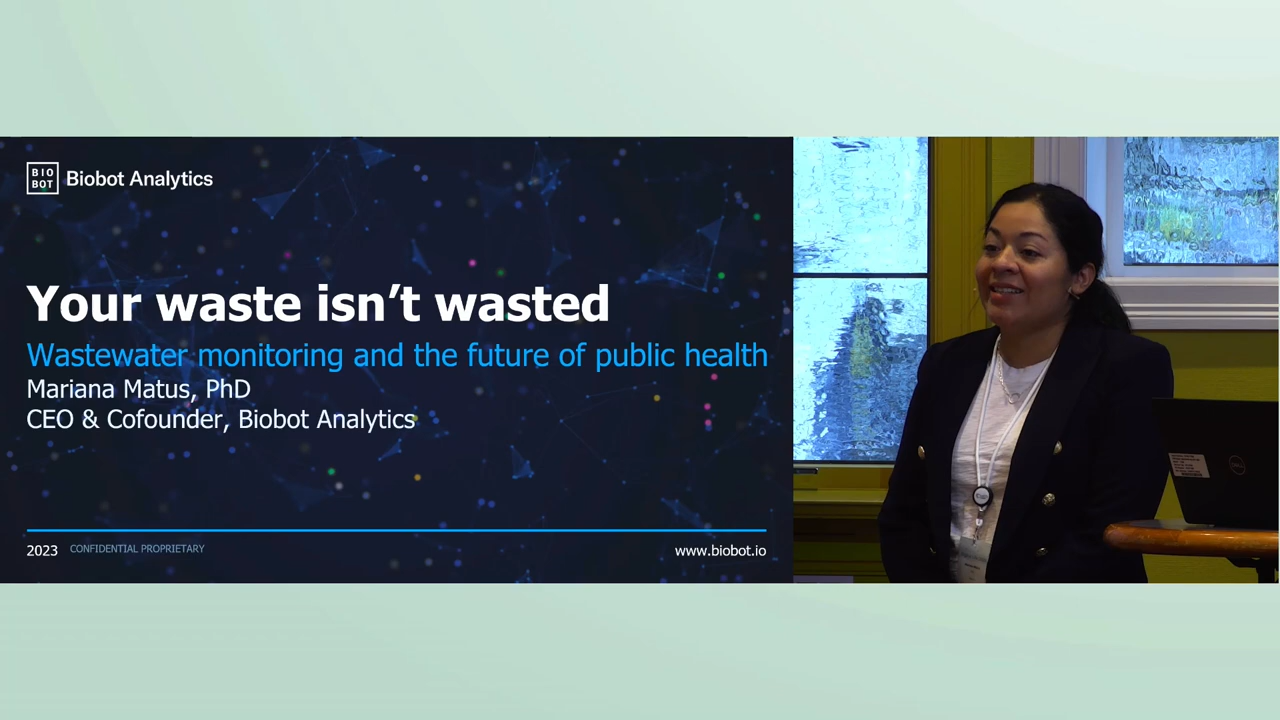 BIO
BOT
Biobot Analytics
Your waste isn’t wasted
Wastewater monitoring and the future of public health
Mariana Matus, PhD
CEO & Cofounder, Biobot Analytics
2023 CONFIDENTIAL PROPRIETARY
www.biobot.io
DELL